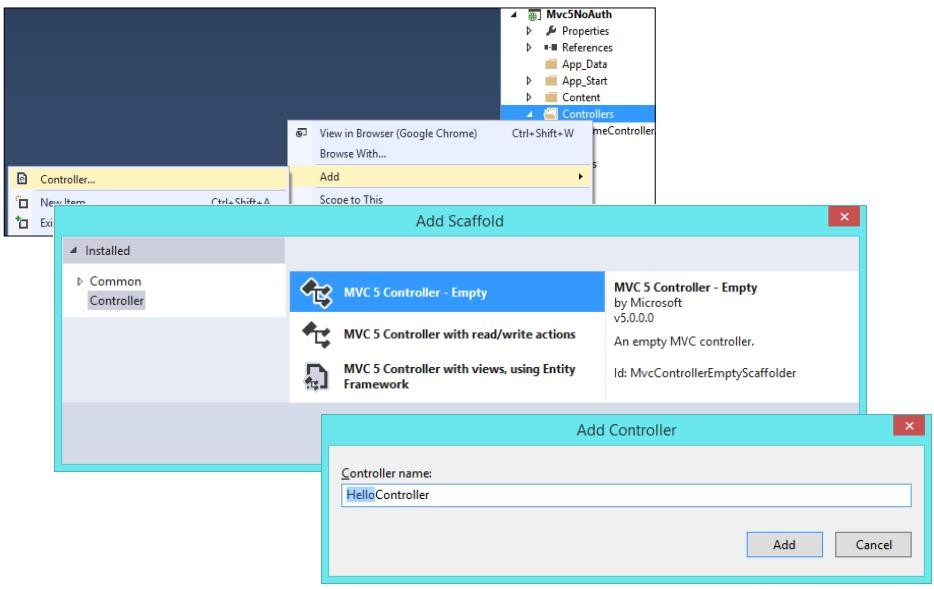 Mvc5NoAuth
Properties
References
App_Data
App_Start
Content
Controllers
meController
View in Browser (Google Chrome) Ctrl+Shift+W
Browse With...
Add
Scope to This
Controller...
New Item Ctrl+Shift+A
Exi
Add Scaffold
Installed
Common
Controller
MVC 5 Controller - Empty
MVC 5 Controller with read/write actions
MVC 5 Controller with views, using Entity
Framework
MVC 5 Controller - Empty
by Microsoft
v5.0.0.0
An empty MVC controller.
Id: MvcControllerEmptyScaffolder
Add Controller
Controller name:
HelloController
Add Cancel